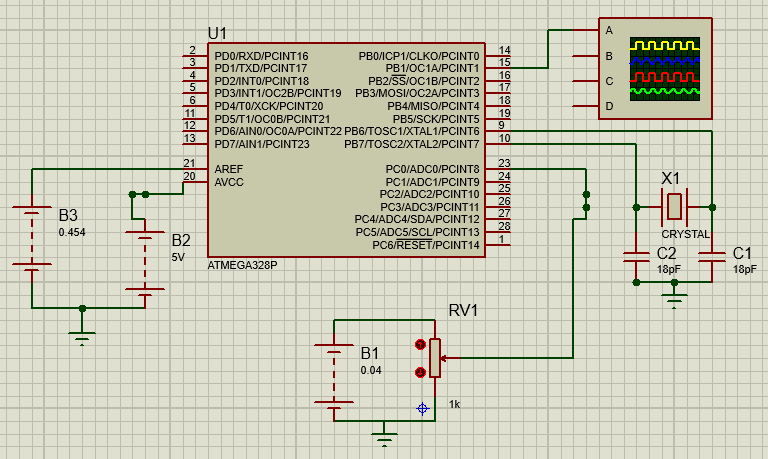 U1
2 PD0/RXD/PCINT16 PB0/ICP1/CLKO/PCINT0 14
3 PD1/TXD/PCINT17 PB1/OC1A/PCINT1 15
4 PD2/INT0/PCINT18 PB2/SS/OC1B/PCINT2 16
5 PD3/INT1/OC2B/PCINT19 PB3/MOSI/OC2A/PCINT3 17
6 PD4/T0/XCK/PCINT20 PB4/MISO/PCINT4 18
11 PD5/T1/OC0B/PCINT21 PB5/SCK/PCINT5 19
12 PD6/AIN0/OC0A/PCINT22 PB6/TOSC1/XTAL1/PCINT6 9
13 PD7/AIN1/PCINT23 PB7/TOSC2/XTAL2/PCINT7 10
21 AREF PC0/ADC0/PCINT8 23
20 AVCC PC1/ADC1/PCINT9 24
PC2/ADC2/PCINT10 25
PC3/ADC3/PCINT11 26
PC4/ADC4/SDA/PCINT12 27
PC5/ADC5/SCL/PCINT13 28
PC6/RESET/PCINT14 1
ATMEGA328P
A
B
C
D
X1
CRYSTAL
C2
18pF
C1
18pF
B3
0.454
B2
5V
RV1
B1
0.04
1k